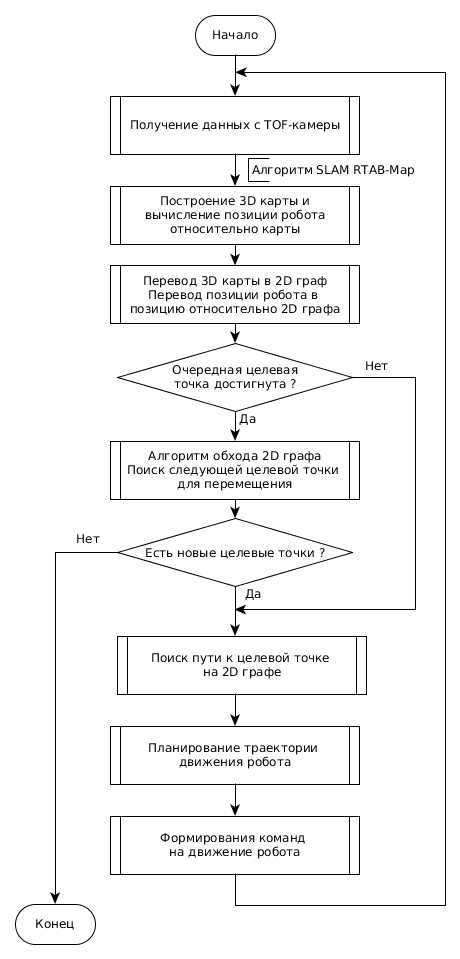 Начало
Получение данных с TOF-камеры
Алгоритм SLAM RTAB-Map
Построение 3D карты и
вычисление позиции робота
относительно карты
Перевод 3D карты в 2D граф
Перевод позиции робота в
позицию относительно 2D графа
Очередная целевая
точка достигнута ?
Нет
Да
Алгоритм обхода 2D графа
Поиск следующей целевой точки
для перемещения
Нет
Есть новые целевые точки ?
Да
Поиск пути к целевой точке
на 2D графе
Планирование траектории
движения робота
Формирования команд
на движение робота
Конец